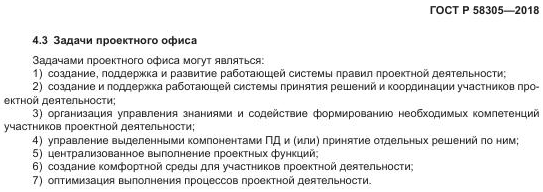 ГОСТ Р 58305—2018
4.3 Задачи проектного офиса
Задачами проектного офиса могут являться:
1) создание, поддержка и развитие работающей системы правил проектной деятельности;
2) создание и поддержка работающей системы принятия решений и координации участников про-
ектной деятельности;
3) организация управления знаниями и содействие формированию необходимых компетенций
участников проектной деятельности;
4) управление выделенными компонентами ПД и (или) принятие отдельных решений по ним;
5) централизованное выполнение проектных функций;
6) создание комфортной среды для участников проектной деятельности;
7) оптимизация выполнения процессов проектной деятельности.